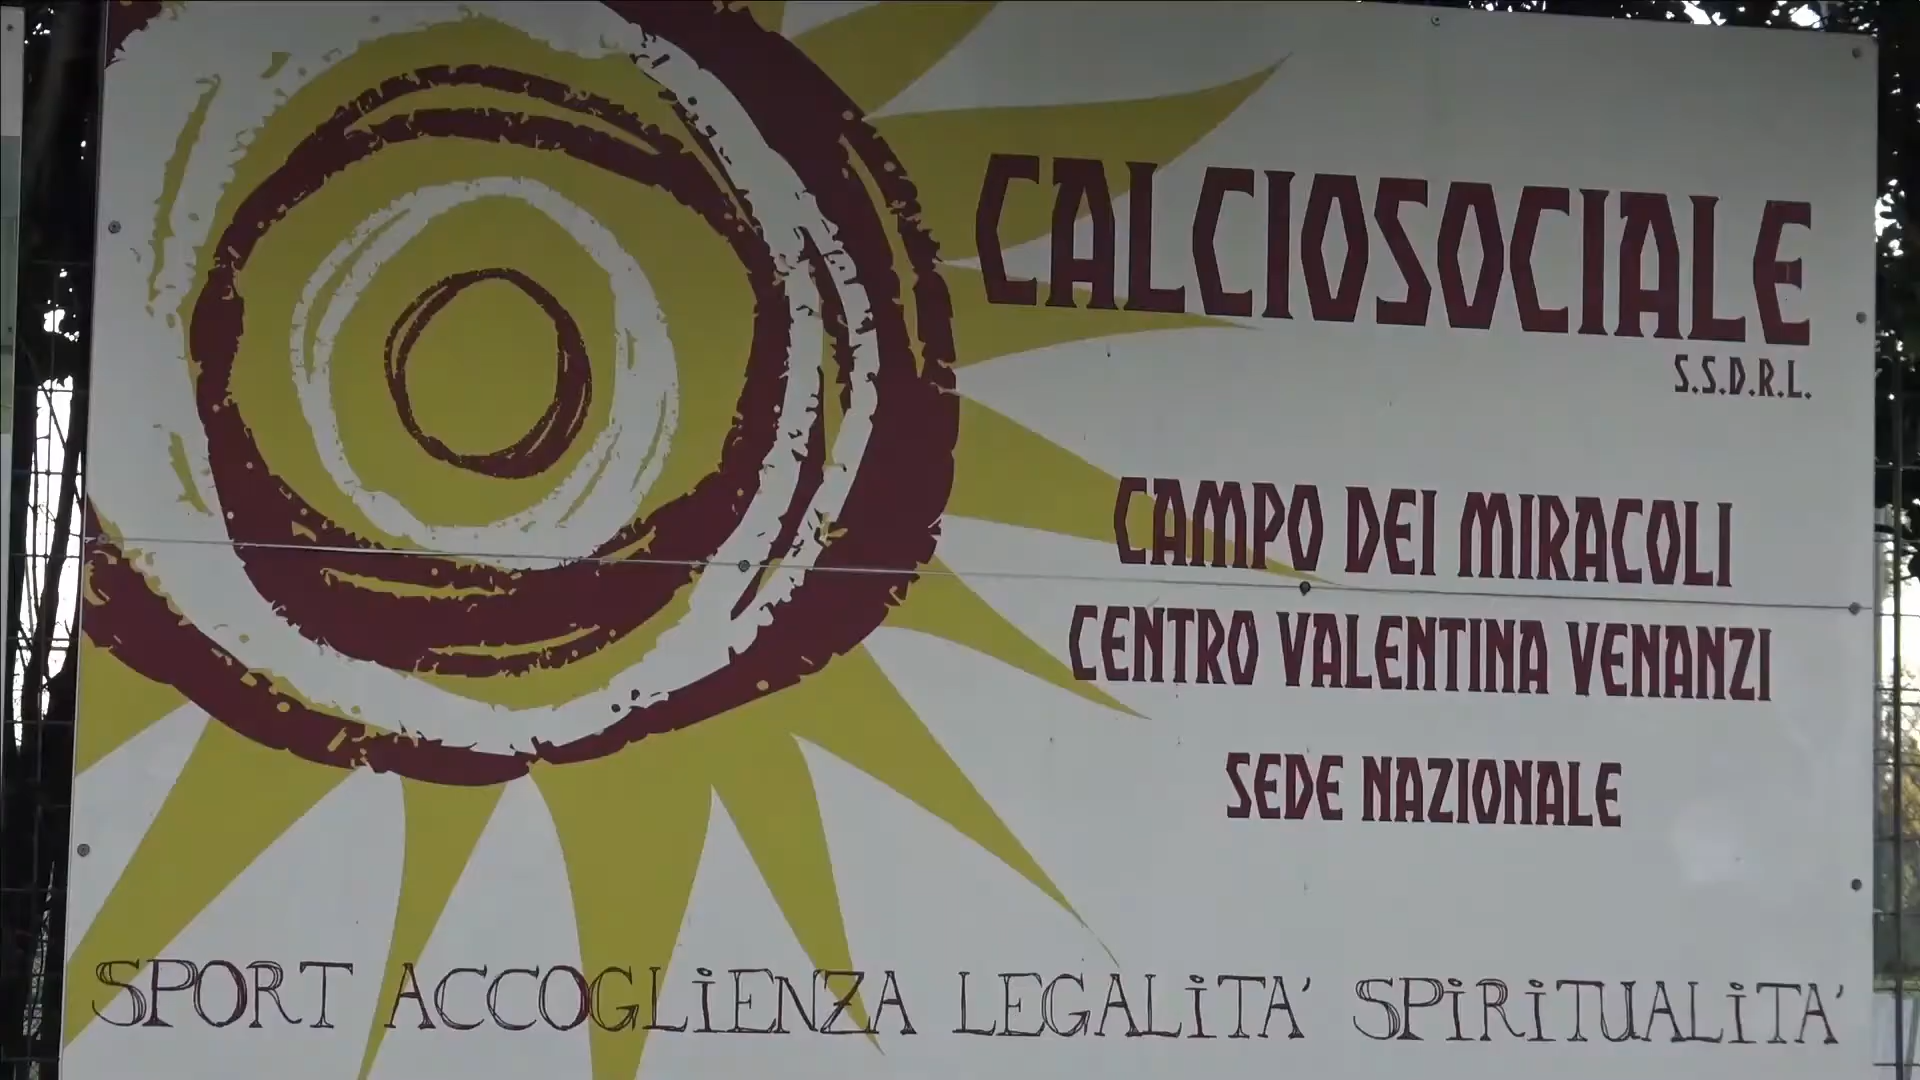 CALCIOSOCIALE
S.S.D.R.L.
CAMPO DEI MIRACOLI
CENTRO VALENTINA VENANZI
SEDE NAZIONALE
SPORT ACCOGLiENZA LEGALiTA' SPiRiTUALiTA'